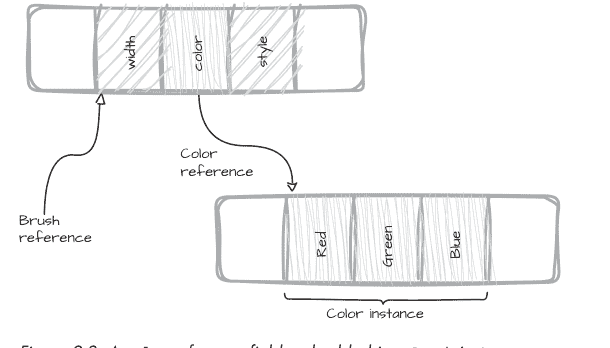 width
color
style
Color
reference
Brush
reference
Red
Green
Blue
Color instance